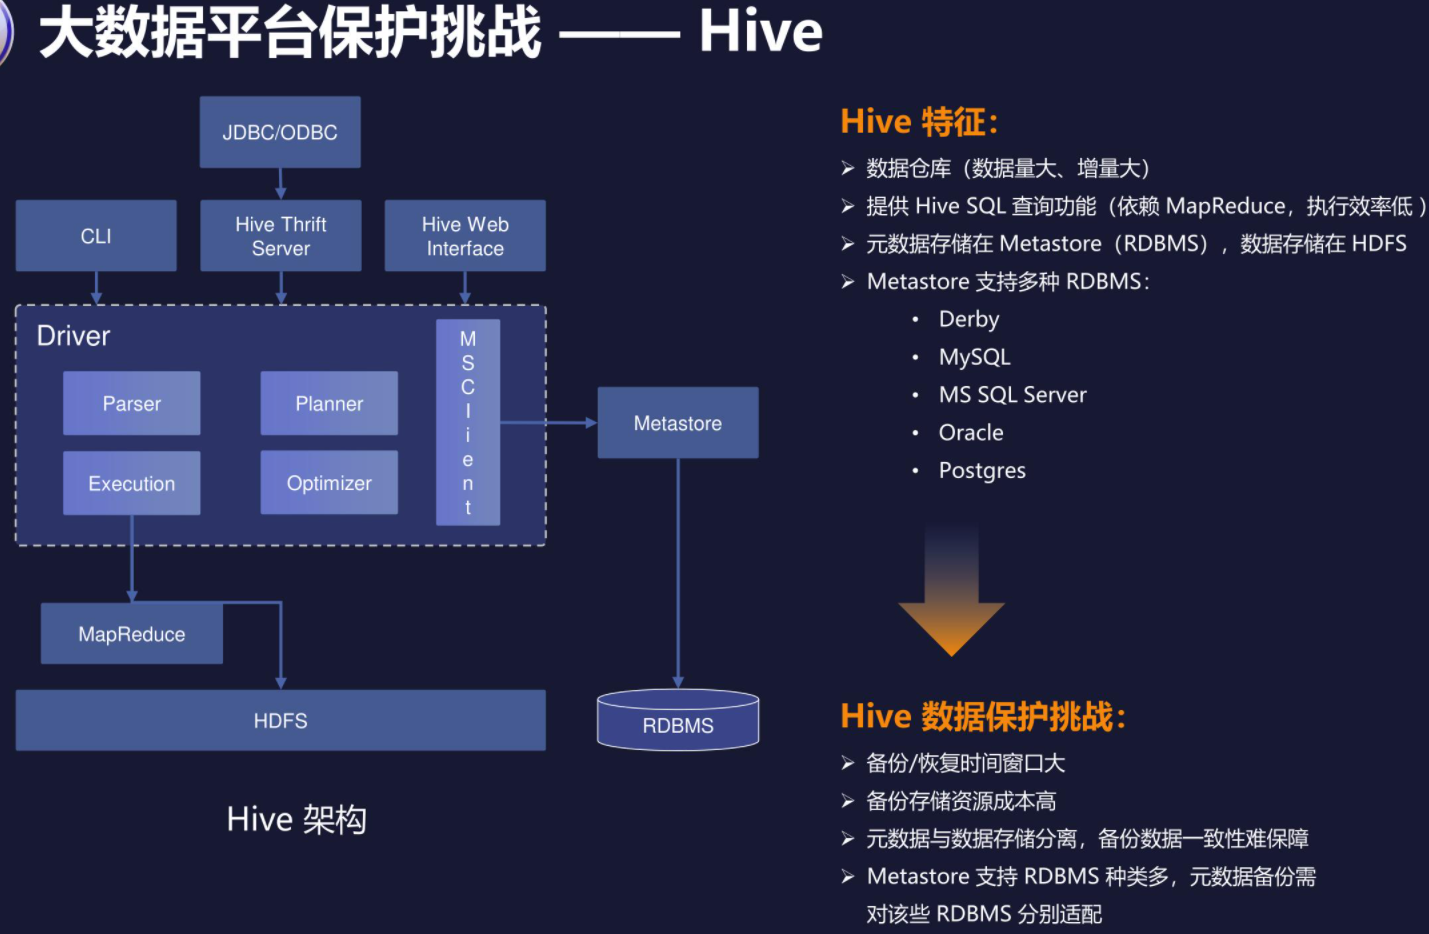 大数据平台保护挑战 —— Hive
JDBC/ODBC
CLI
Hive Thrift
Server
Hive Web
Interface
Driver
Parser
Planner
Execution
Optimizer
MSClient
Metastore
MapReduce
HDFS
RDBMS
Hive 架构
Hive 特征：
➢ 数据仓库（数据量大、增量大）
➢ 提供 Hive SQL 查询功能（依赖 MapReduce，执行效率低 ）
➢ 元数据存储在 Metastore（RDBMS），数据存储在 HDFS
➢ Metastore 支持多种 RDBMS：
• Derby
• MySQL
• MS SQL Server
• Oracle
• Postgres
Hive 数据保护挑战：
➢ 备份/恢复时间窗口大
➢ 备份存储资源成本高
➢ 元数据与数据存储分离，备份数据一致性难保障
➢ Metastore 支持 RDBMS 种类多，元数据备份需
对该些 RDBMS 分别适配